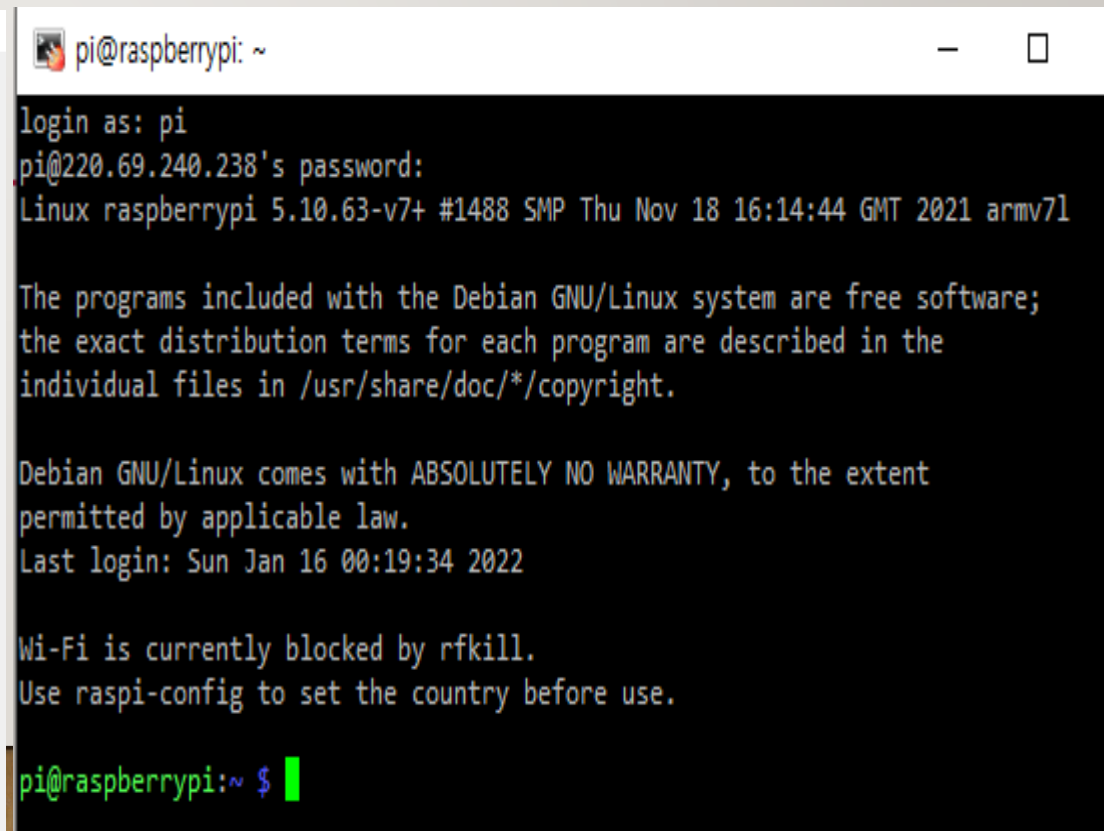 pi@raspberrypi: ~
login as: pi
pi@220.69.240.238's password:
Linux raspberrypi 5.10.63-v7+ #1488 SMP Thu Nov 18 16:14:44 GMT 2021 armv7l
The programs included with the Debian GNU/Linux system are free software;
the exact distribution terms for each program are described in the
individual files in /usr/share/doc/*/copyright.
Debian GNU/Linux comes with ABSOLUTELY NO WARRANTY, to the extent
permitted by applicable law.
Last login: Sun Jan 16 00:19:34 2022
Wi-Fi is currently blocked by rfkill.
Use raspi-config to set the country before use.
pi@raspberrypi:~ $